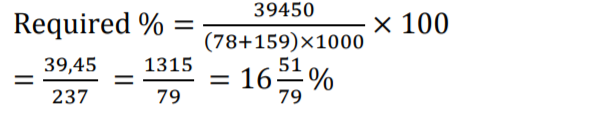 Required % = 39450/((78+159)×1000) × 100
= 39,45/237 = 1315/79 = 16 51/79 %